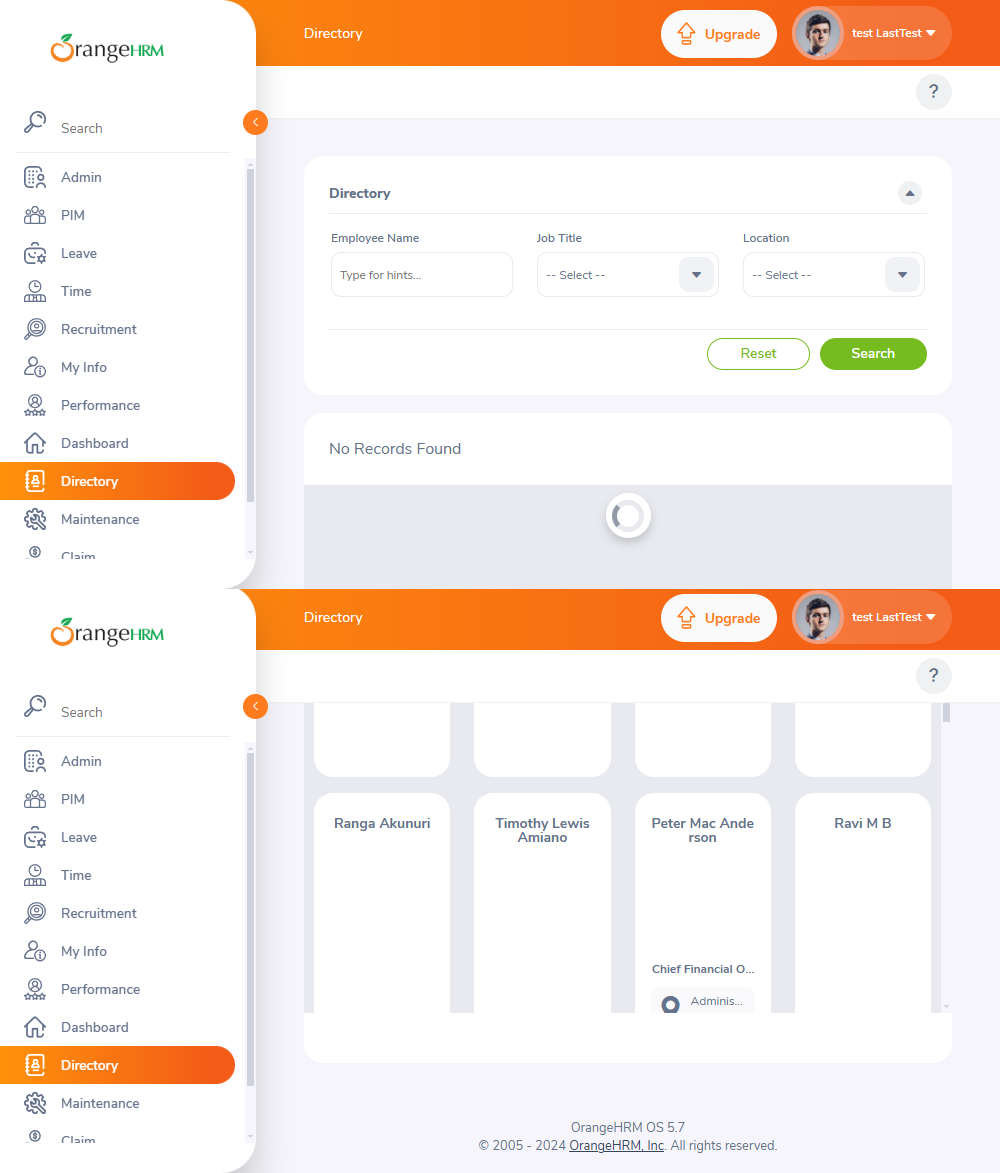 OrangeHRM
Directory
Upgrade
test LastTest
?
Search
Admin
PIM
Leave
Time
Recruitment
My Info
Performance
Dashboard
Directory
Maintenance
Claim
Directory
Employee Name
Job Title
Location
Type for hints...
-- Select --
-- Select --
Reset
Search
No Records Found
OrangeHRM
Directory
Upgrade
test LastTest
?
Search
Admin
PIM
Leave
Time
Recruitment
My Info
Performance
Dashboard
Directory
Maintenance
Claim
Ranga Akunuri
Timothy Lewis
Amiano
Peter Mac Ande
rson
Ravi M B
Chief Financial O...
Adminis...
OrangeHRM OS 5.7
© 2005 - 2024 OrangeHRM, Inc. All rights reserved.